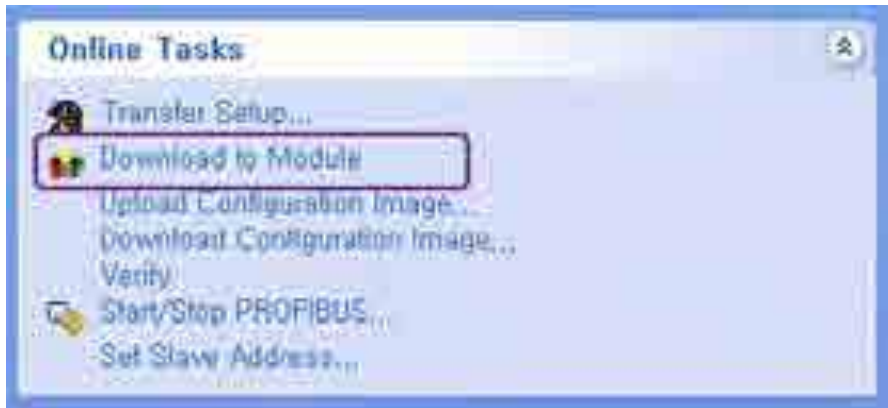 Online Tasks
Transfer Setup...
Download to Module
Upload Configuration Image...
Download Configuration Image...
Verify
Start/Stop PROFIBUS...
Set Slave Address...